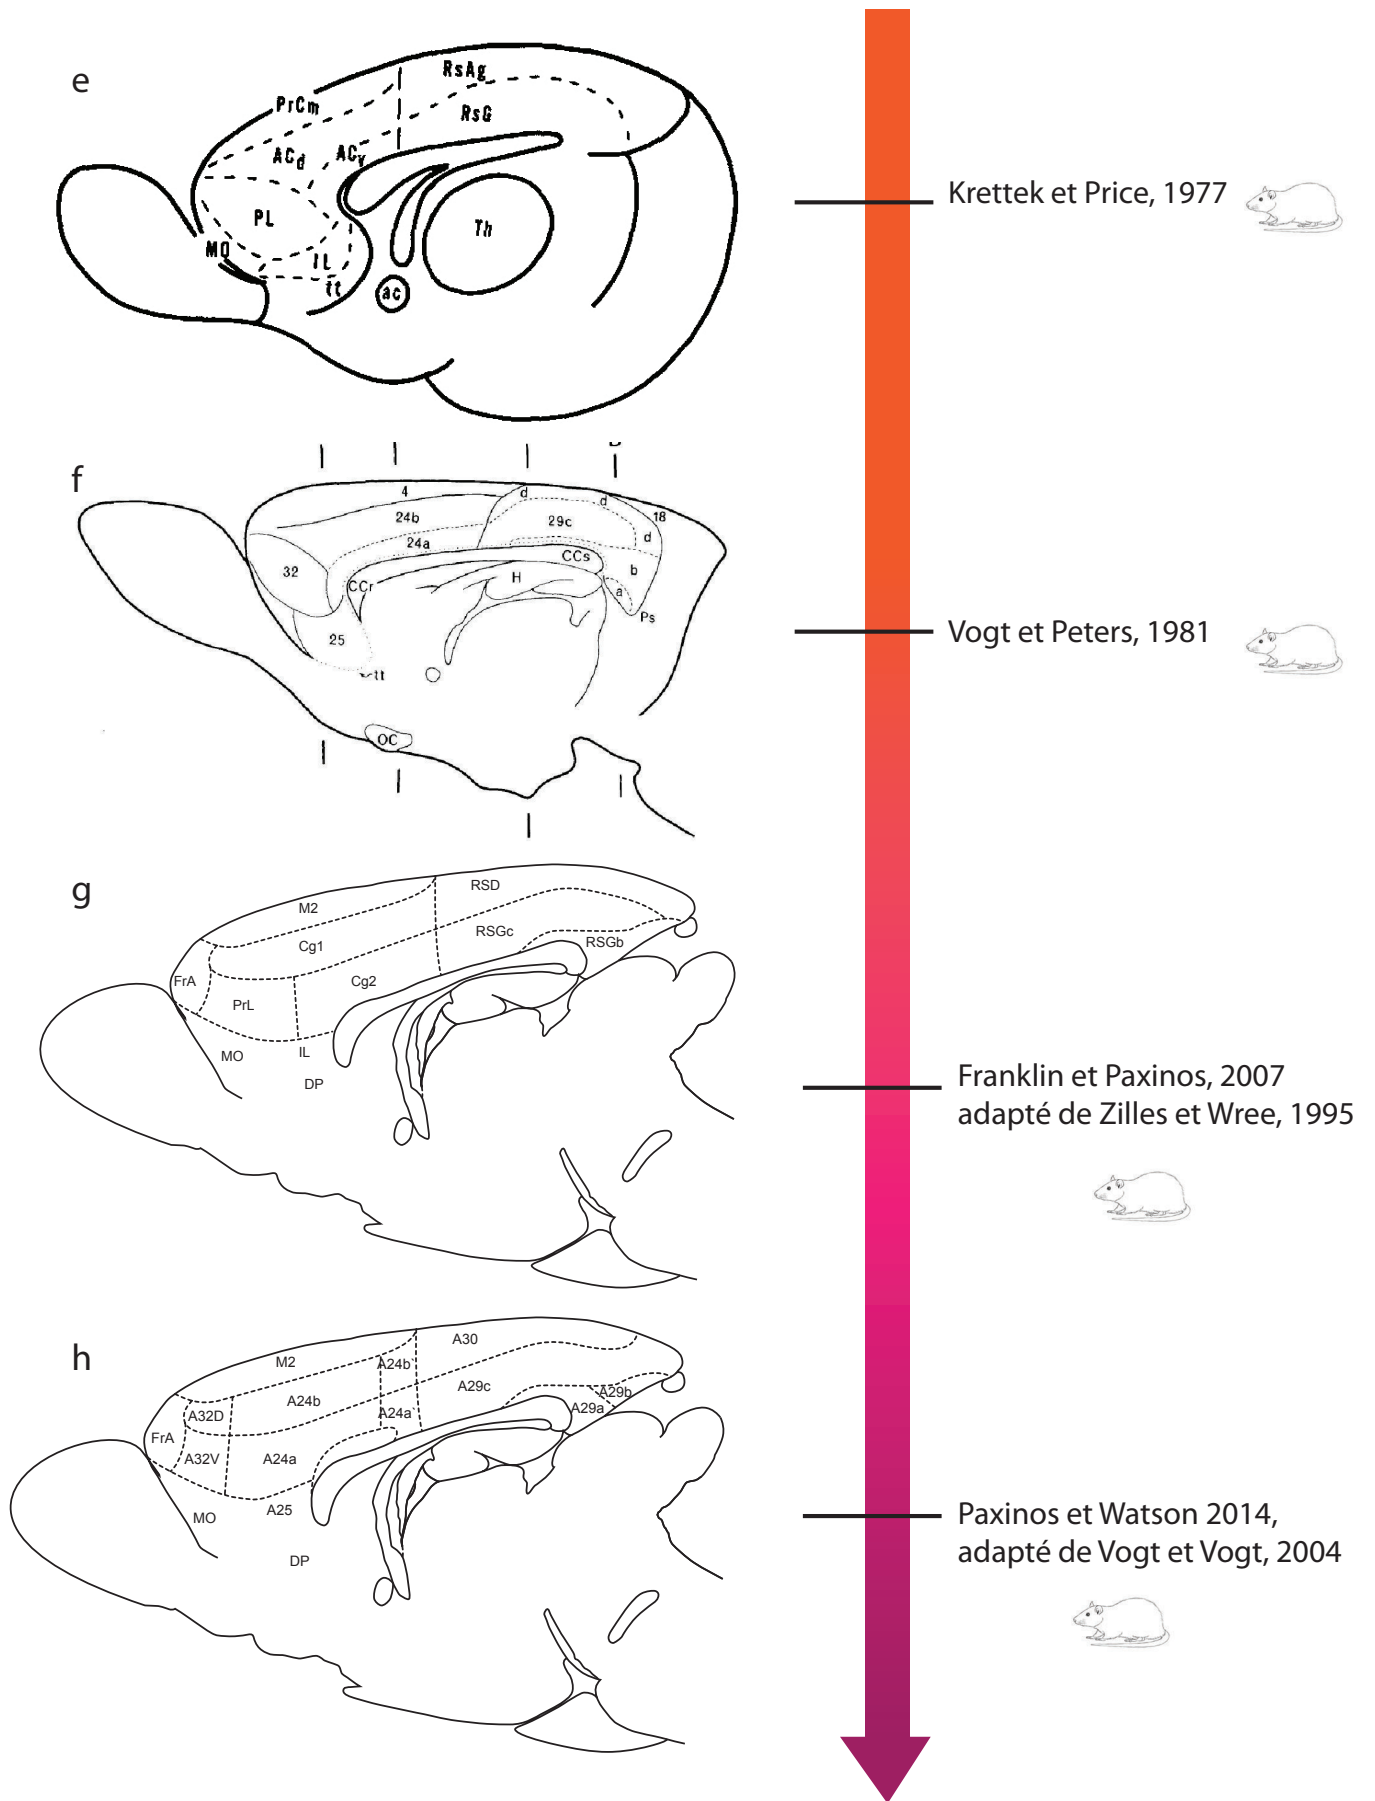 e
RsAg
PrCm
RsG
ACd
ACv
PL
Th
MO
IL
tt
ac
Krettek et Price, 1977
f
4
d
d
18
24b
29c
24a
d
CCs
32
b
CCr
H
a
Ps
25
tt
OC
Vogt et Peters, 1981
g
RSD
M2
RSGc
Cg1
RSGb
Cg2
FrA
PrL
MO
IL
DP
Franklin et Paxinos, 2007
adapté de Zilles et Wree, 1995
h
A30
M2
A24b`
A29c
A24b
A29b
A32D
A24a`
A29a
FrA
A32V
A24a
A25
MO
DP
Paxinos et Watson 2014,
adapté de Vogt et Vogt, 2004